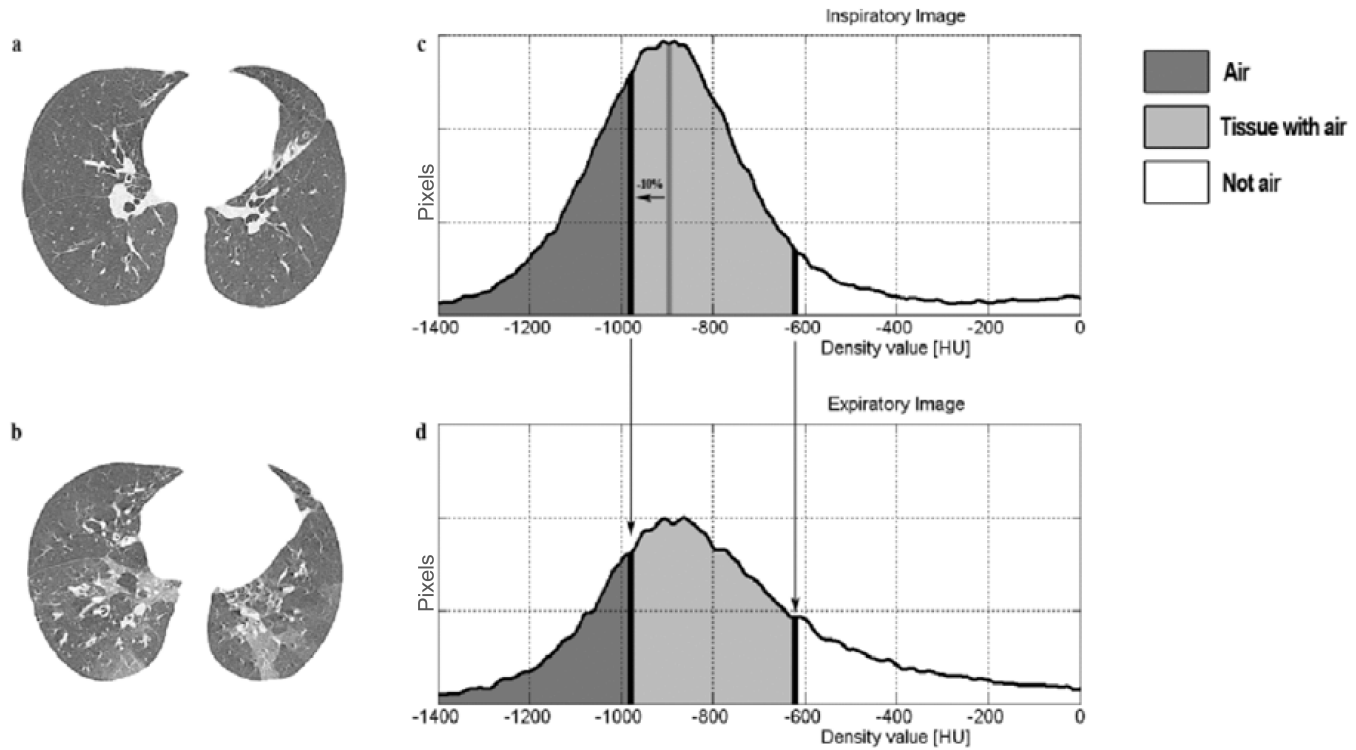 a
c
Inspiratory Image
Pixels
-10%
-1400 -1200 -1000 -800 -600 -400 -200 0
Density value [HU]
Air
Tissue with air
Not air
b
d
Expiratory Image
Pixels
-1400 -1200 -1000 -800 -600 -400 -200 0
Density value [HU]